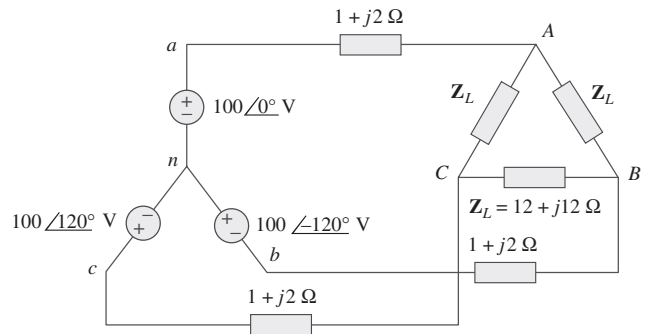 1 + j2 Ω
a
A
+
−
100 /0° V
Z_L
Z_L
n
C
B
100 /120° V
−
+
+
−
100 /–120° V
Z_L = 12 + j12 Ω
b
1 + j2 Ω
c
1 + j2 Ω